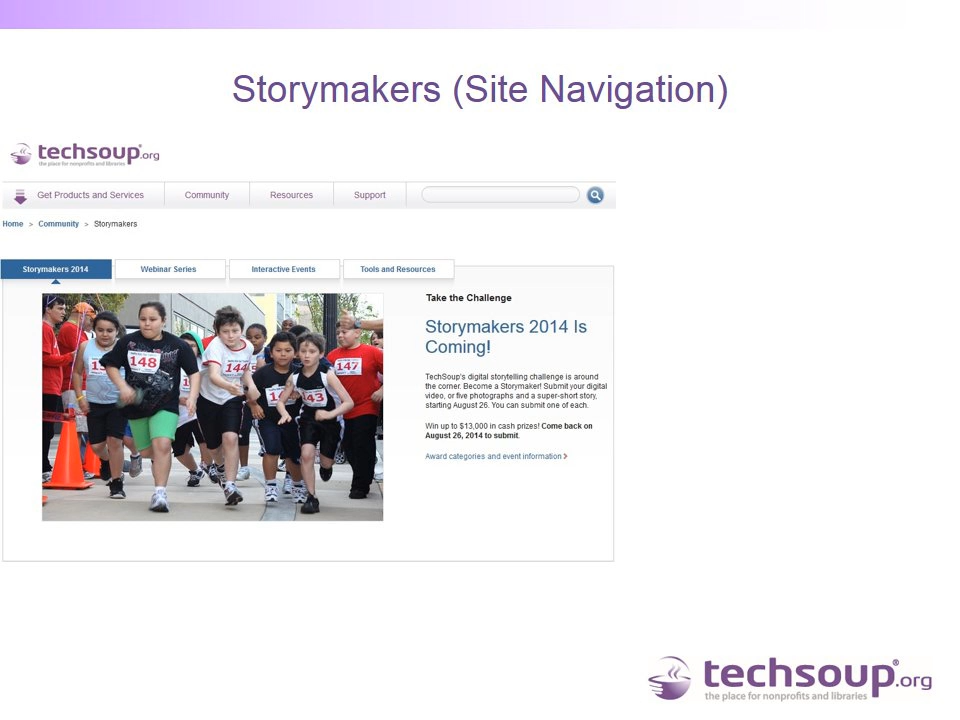 Storymakers (Site Navigation)
techsoup®.org
the place for nonprofits and libraries
Get Products and Services
Community
Resources
Support
Home > Community > Storymakers
Storymakers 2014
Webinar Series
Interactive Events
Tools and Resources
Take the Challenge
Storymakers 2014 Is
Coming!
TechSoup's digital storytelling challenge is around
the corner. Become a Storymaker! Submit your digital
video, or five photographs and a super-short story,
starting August 26. You can submit one of each.
Win up to $13,000 in cash prizes! Come back on
August 26, 2014 to submit.
Award categories and event information
148
144
143
147
techsoup®.org
the place for nonprofits and libraries